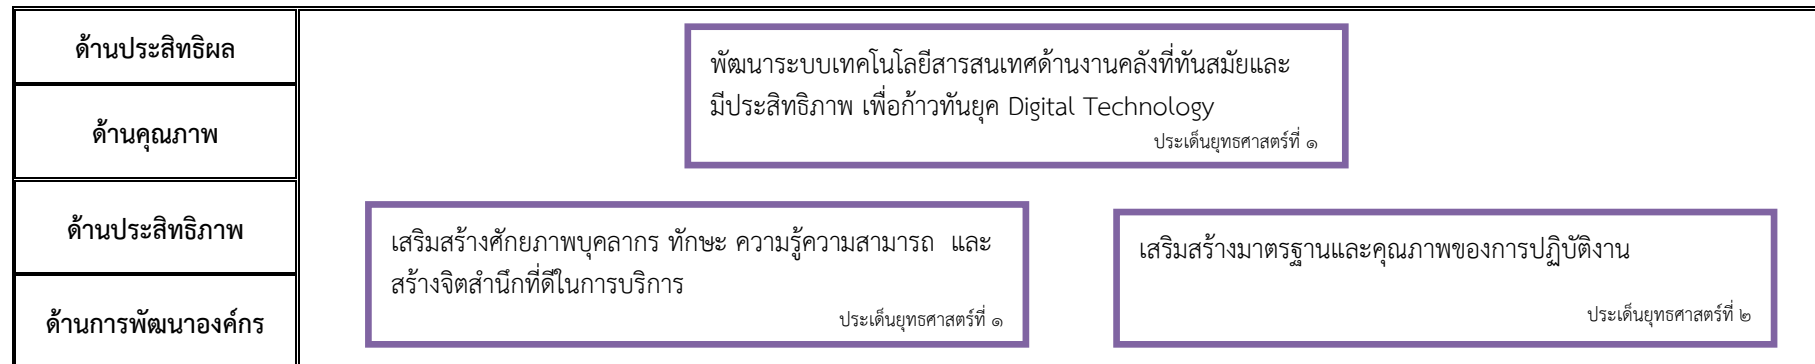 ด้านประสิทธิผล
ด้านคุณภาพ
ด้านประสิทธิภาพ
ด้านการพัฒนาองค์กร
พัฒนาระบบเทคโนโลยีสารสนเทศด้านงานคลังที่ทันสมัยและ
มีประสิทธิภาพ เพื่อก้าวทันยุค Digital Technology
ประเด็นยุทธศาสตร์ที่ ๑
เสริมสร้างศักยภาพบุคลากร ทักษะ ความรู้ความสามารถ และ
สร้างจิตสำนึกที่ดีในการบริการ
ประเด็นยุทธศาสตร์ที่ ๑
เสริมสร้างมาตรฐานและคุณภาพของการปฏิบัติงาน
ประเด็นยุทธศาสตร์ที่ ๒